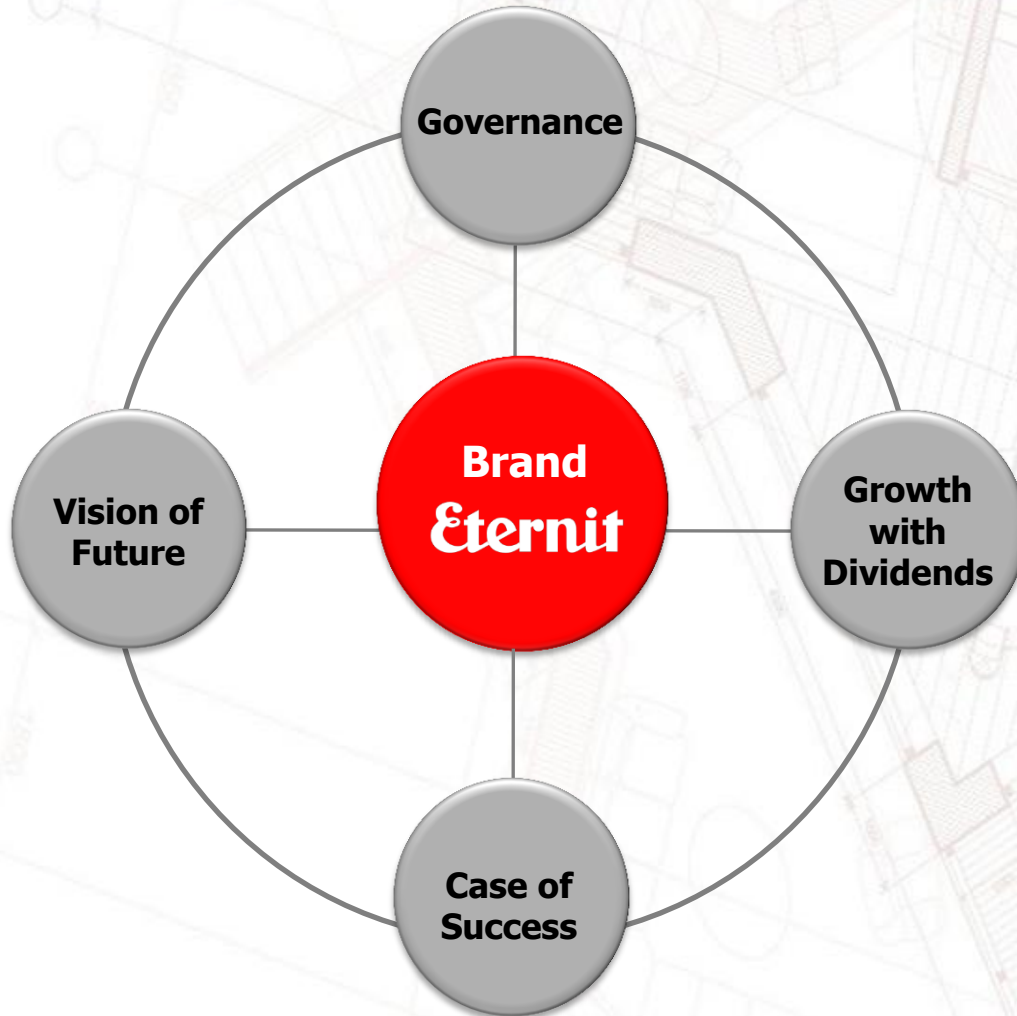 Governance
Brand
Eternit
Vision of
Future
Growth
with
Dividends
Case of
Success